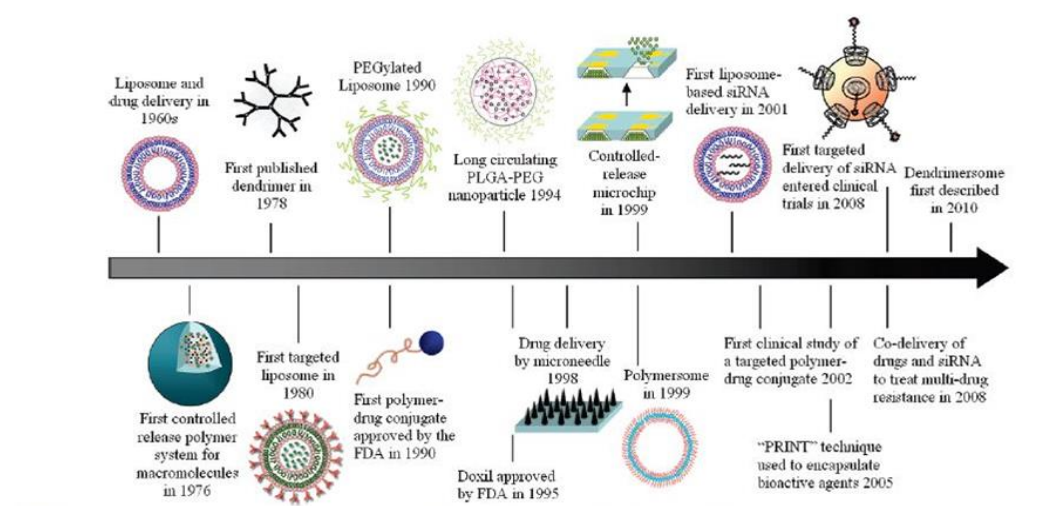 Liposome and
drug delivery in
1960s
First published
dendrimer in
1978
PEGylated
Liposome 1990
Long circulating
PLGA-PEG
nanoparticle 1994
Controlled-
release
microchip
in 1999
First liposome-
based siRNA
delivery in 2001
First targeted
delivery of siRNA
entered clinical
trials in 2008
Dendrimersome
first described
in 2010
First controlled
release polymer
system for
macromolecules
in 1976
First targeted
liposome in
1980
First polymer-
drug conjugate
approved by the
FDA in 1990
Doxil approved
by FDA in 1995
Drug delivery
by microneedle
1998
Polymersome
in 1999
First clinical study of
a targeted polymer-
drug conjugate 2002
“PRINT” technique
used to encapsulate
bioactive agents 2005
Co-delivery of
drugs and siRNA
to treat multi-drug
resistance in 2008